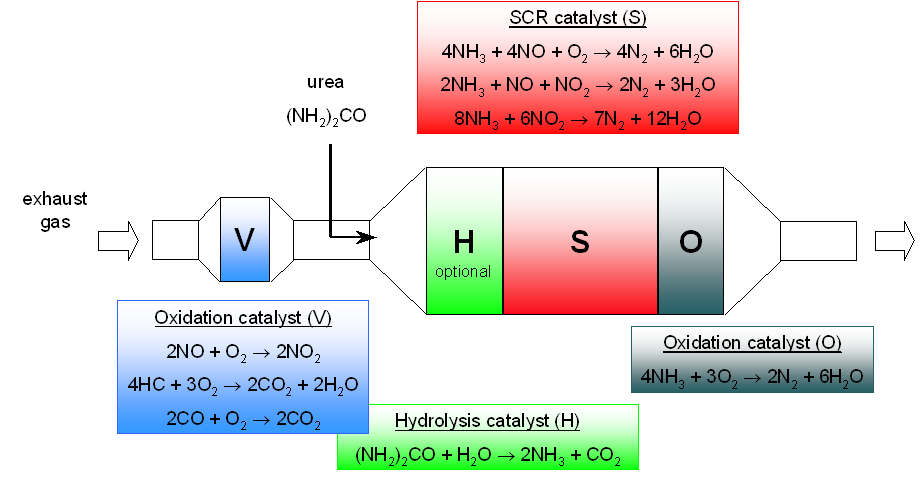 SCR catalyst (S)
4NH₃ + 4NO + O₂ → 4N₂ + 6H₂O
2NH₃ + NO + NO₂ → 2N₂ + 3H₂O
8NH₃ + 6NO₂ → 7N₂ + 12H₂O
urea
(NH₂)₂CO
exhaust
gas
V
H
optional
S
O
Oxidation catalyst (V)
2NO + O₂ → 2NO₂
4HC + 3O₂ → 2CO₂ + 2H₂O
2CO + O₂ → 2CO₂
Oxidation catalyst (O)
4NH₃ + 3O₂ → 2N₂ + 6H₂O
Hydrolysis catalyst (H)
(NH₂)₂CO + H₂O → 2NH₃ + CO₂